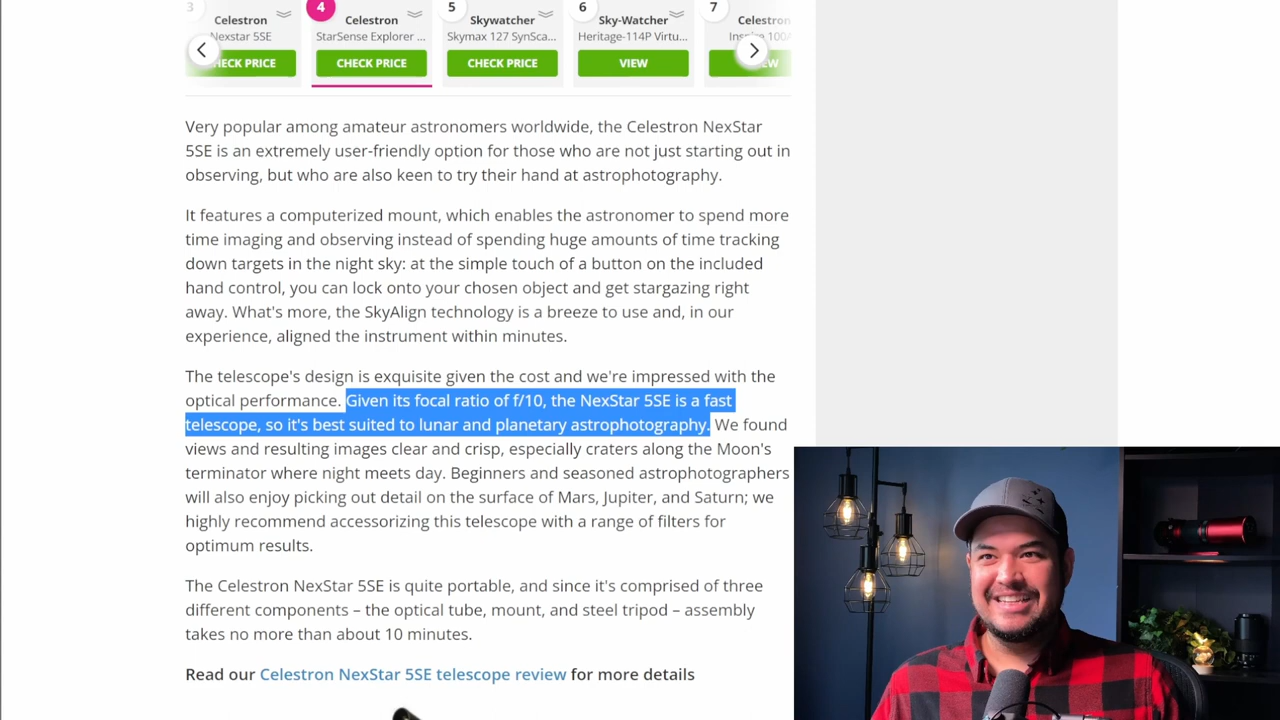 3
4
5
6
7
Celestron
Celestron
Skywatcher
Sky-Watcher
Celestron
Nexstar 5SE
StarSense Explorer ...
Skymax 127 SynSca...
Heritage-114P Virtu...
CHECK PRICE
CHECK PRICE
VIEW
Very popular among amateur astronomers worldwide, the Celestron NexStar
5SE is an extremely user-friendly option for those who are not just starting out in
observing, but who are also keen to try their hand at astrophotography.
It features a computerized mount, which enables the astronomer to spend more
time imaging and observing instead of spending huge amounts of time tracking
down targets in the night sky: at the simple touch of a button on the included
hand control, you can lock onto your chosen object and get stargazing right
away. What's more, the SkyAlign technology is a breeze to use and, in our
experience, aligned the instrument within minutes.
The telescope's design is exquisite given the cost and we're impressed with the
optical performance. Given its focal ratio of f/10, the NexStar 5SE is a fast
telescope, so it's best suited to lunar and planetary astrophotography. We found
views and resulting images clear and crisp, especially craters along the Moon's
terminator where night meets day. Beginners and seasoned astrophotographers
will also enjoy picking out detail on the surface of Mars, Jupiter, and Saturn; we
highly recommend accessorizing this telescope with a range of filters for
optimum results.
The Celestron NexStar 5SE is quite portable, and since it's comprised of three
different components – the optical tube, mount, and steel tripod – assembly
takes no more than about 10 minutes.
Read our Celestron NexStar 5SE telescope review for more details